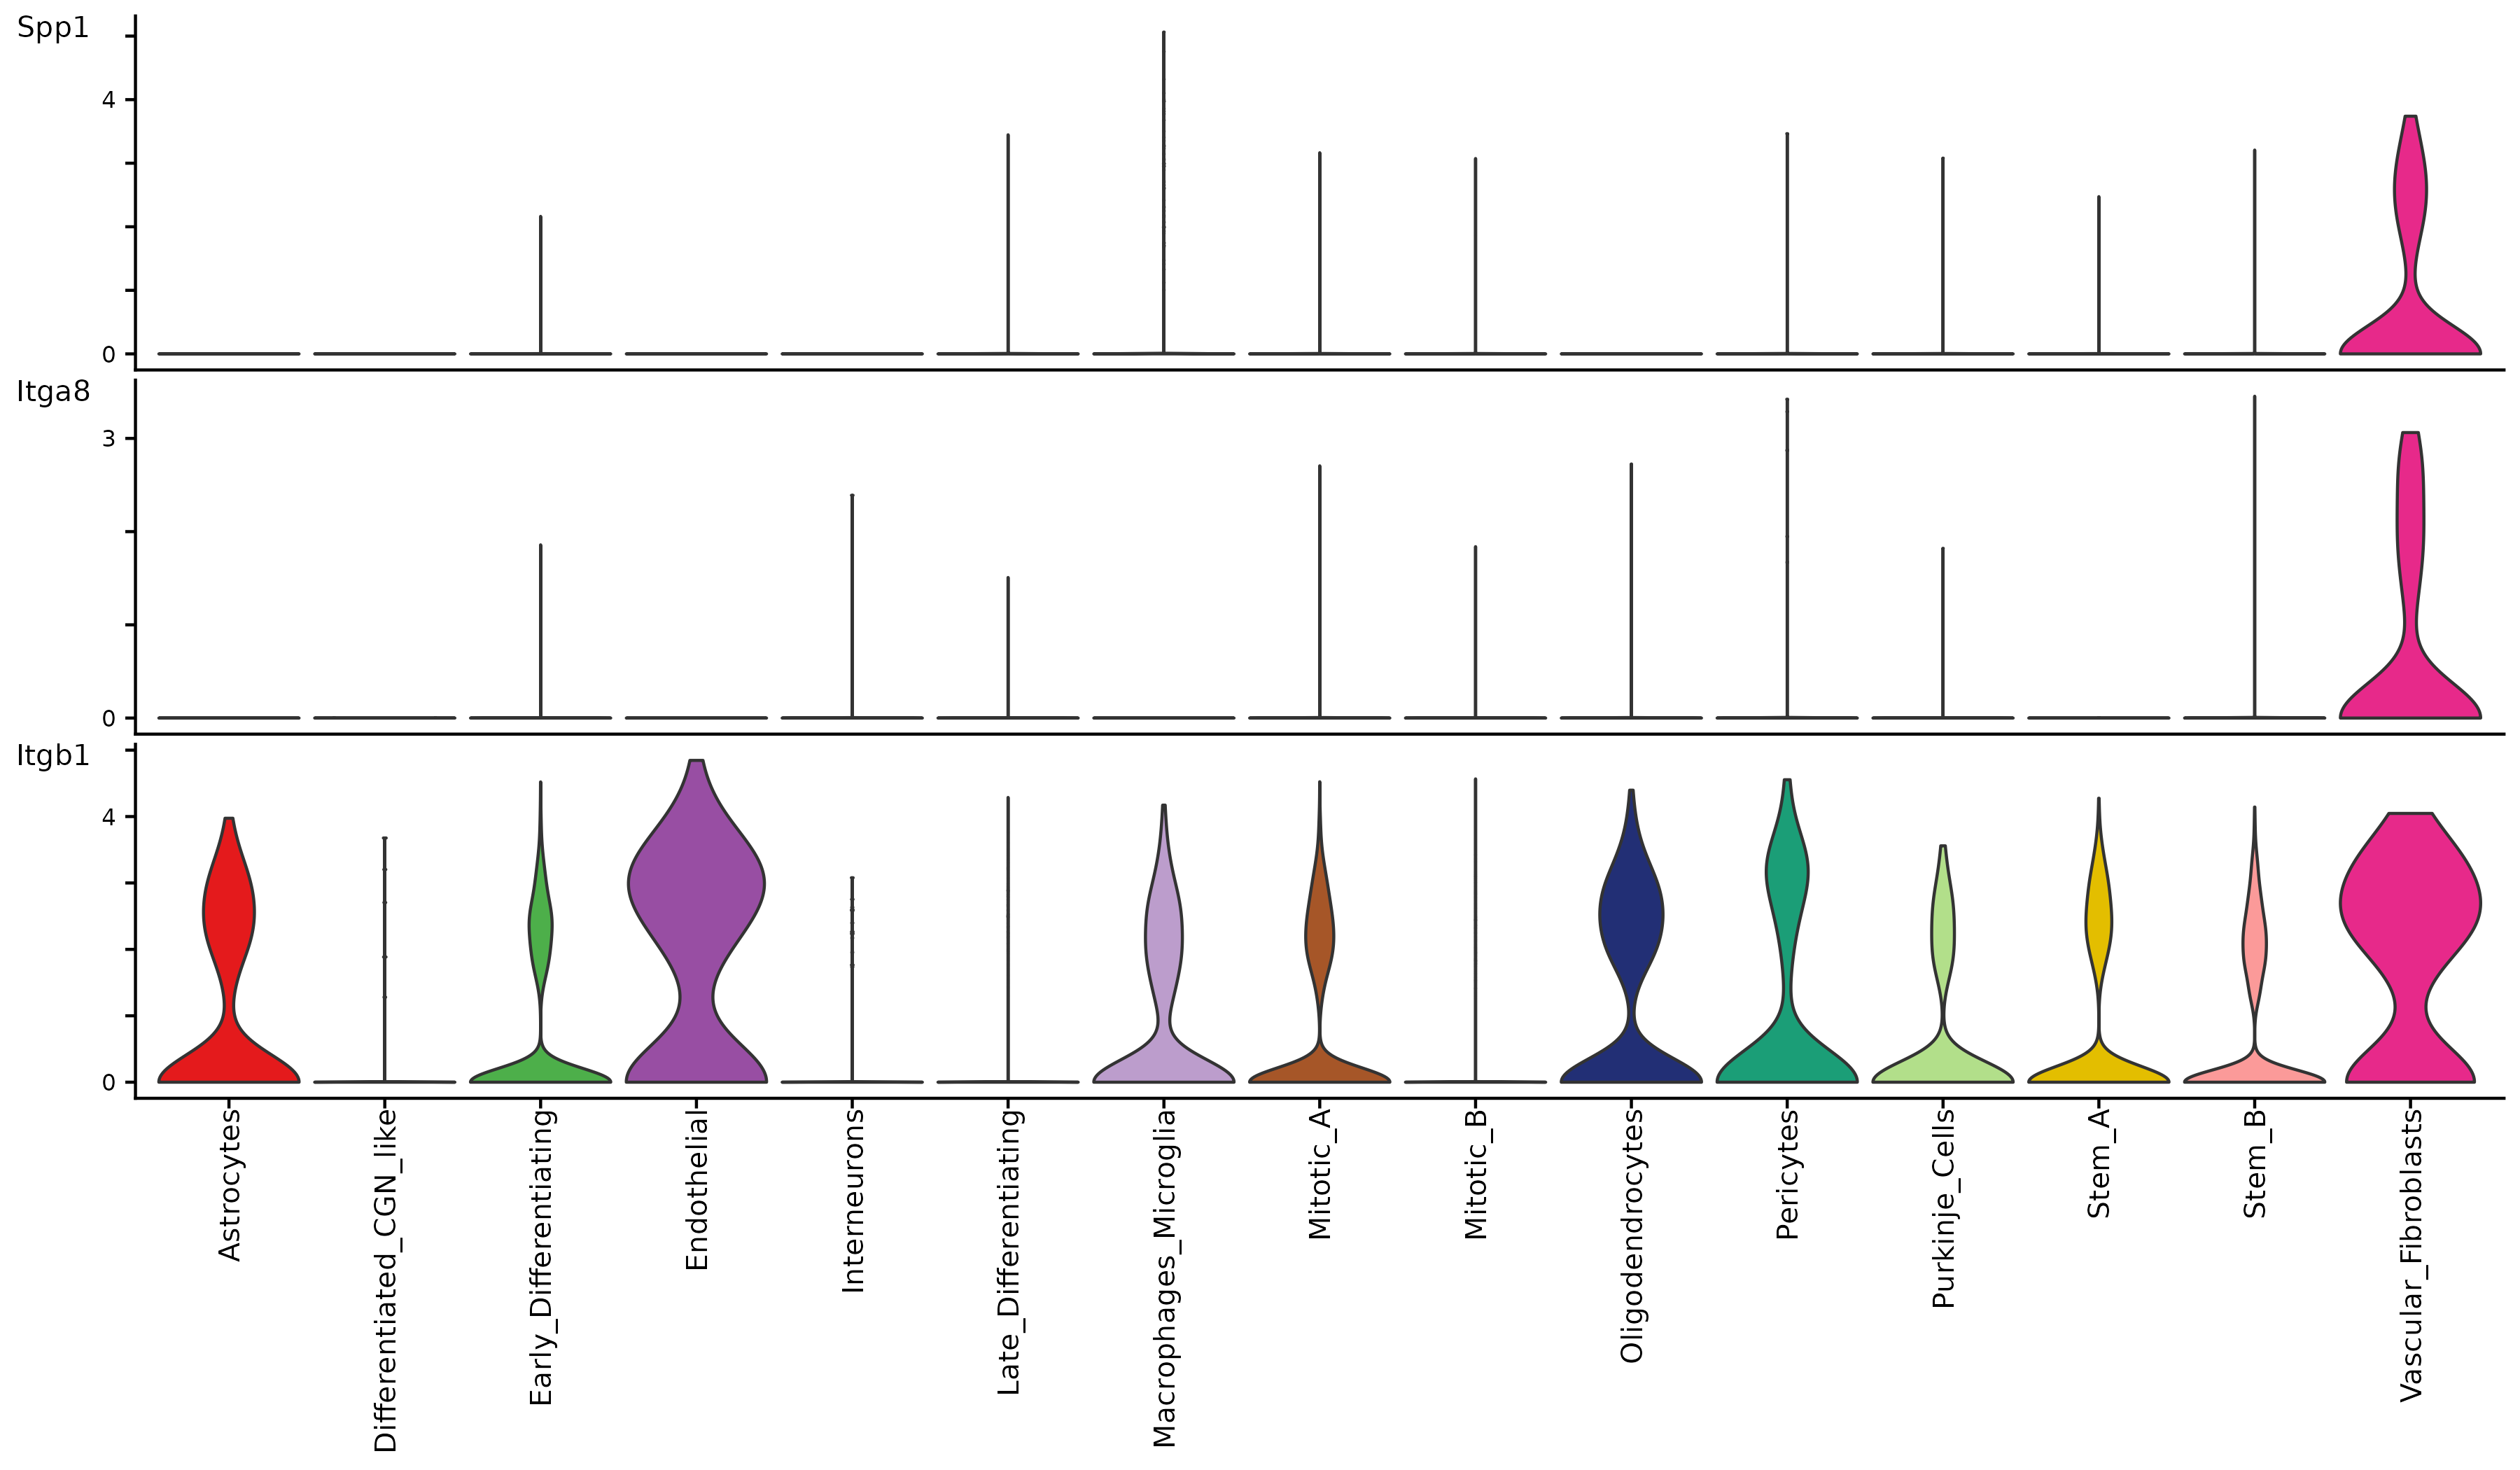 Spp1
4
0
Itga8
3
0
Itgb1
4
0
Astrocytes
Differentiated_CGN_like
Early_Differentiating
Endothelial
Interneurons
Late_Differentiating
Macrophages_Microglia
Mitotic_A
Mitotic_B
Oligodendrocytes
Pericytes
Purkinje_Cells
Stem_A
Stem_B
Vascular_Fibroblasts